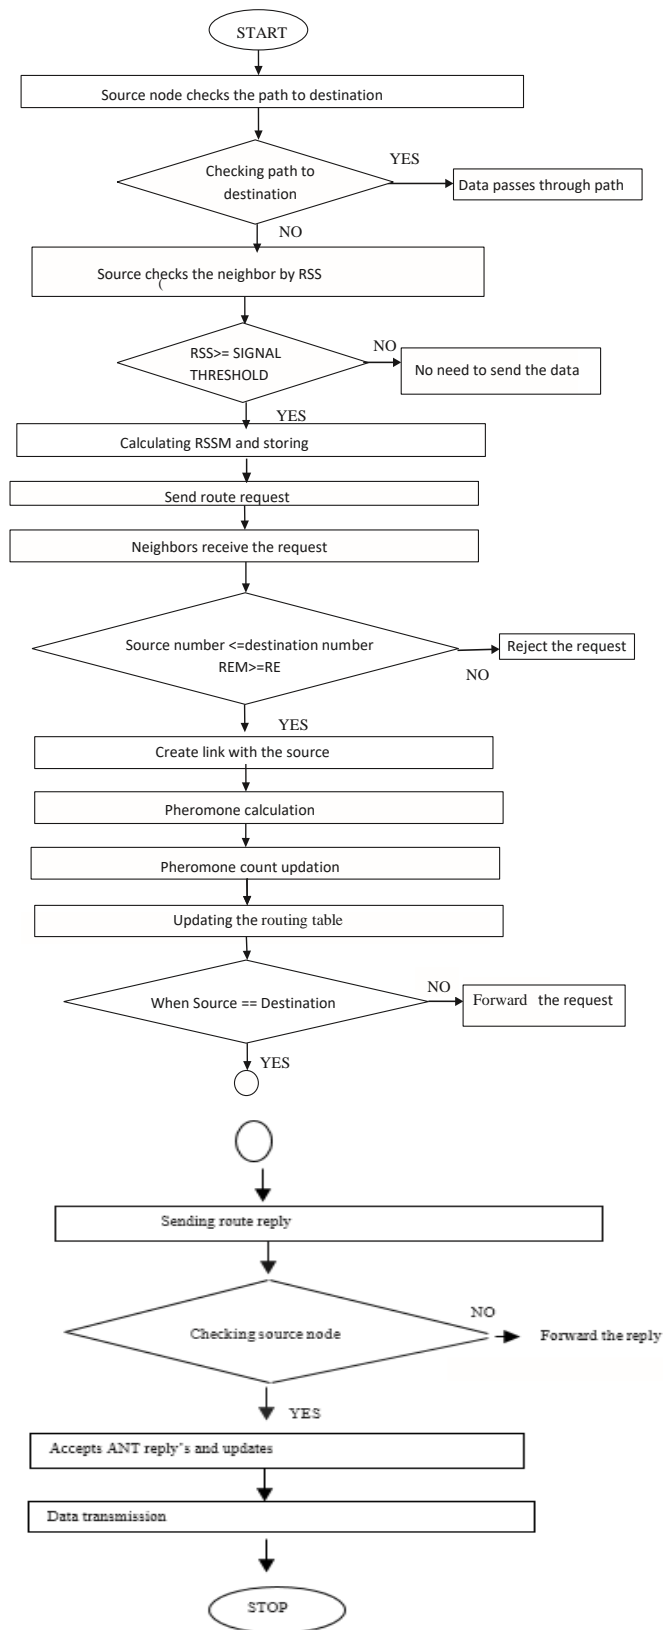 START
Source node checks the path to destination
Checking path to
destination
YES
Data passes through path
NO
Source checks the neighbor by RSS
(
RSS>= SIGNAL
THRESHOLD
NO
No need to send the data
YES
Calculating RSSM and storing
Send route request
Neighbors receive the request
Source number <=destination number
REM>=RE
NO
Reject the request
YES
Create link with the source
Pheromone calculation
Pheromone count updation
Updating the routing table
When Source == Destination
NO
Forward the request
YES
Sending route reply
Checking source node
NO
Forward the reply
YES
Accepts ANT reply's and updates
Data transmission
STOP